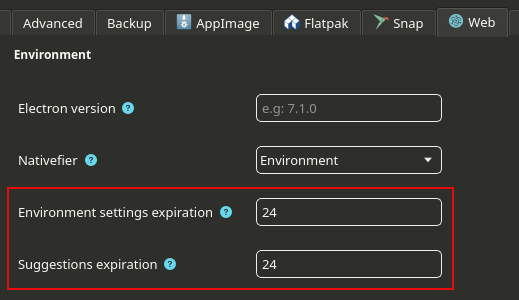 Advanced Backup AppImage Flatpak Snap Web
Environment
Electron version ? e.g: 7.1.0
Nativefier ? Environment
Environment settings expiration ? 24
Suggestions expiration ? 24